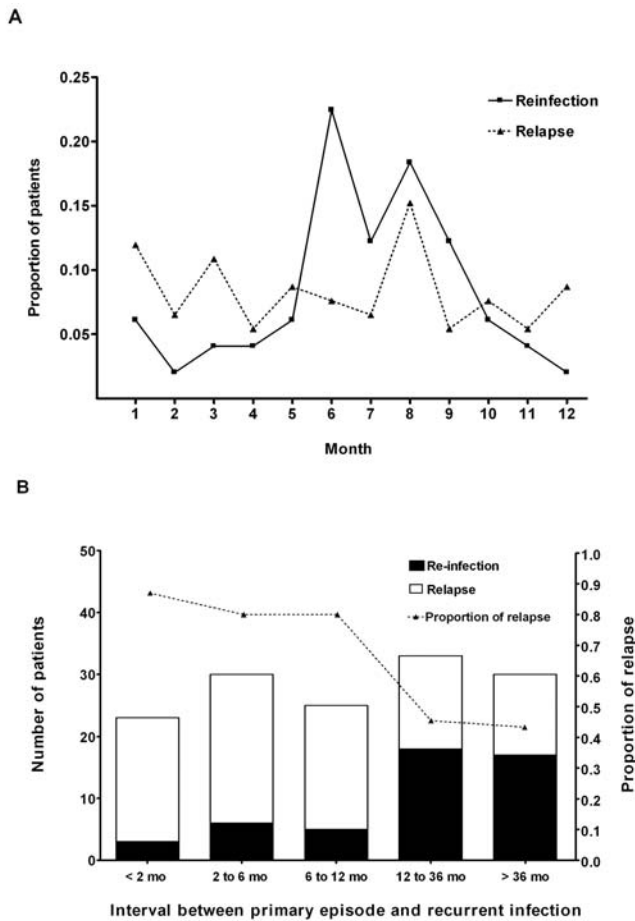 A
Proportion of patients
0.25
0.20
0.15
0.10
0.05
Reinfection
Relapse
1 2 3 4 5 6 7 8 9 10 11 12
Month
B
Number of patients
50
40
30
20
10
0
Re-infection
Relapse
Proportion of relapse
1.0
0.9
0.8
0.7
0.6
0.5
0.4
0.3
0.2
0.1
0.0
Proportion of relapse
< 2 mo 2 to 6 mo 6 to 12 mo 12 to 36 mo > 36 mo
Interval between primary episode and recurrent infection